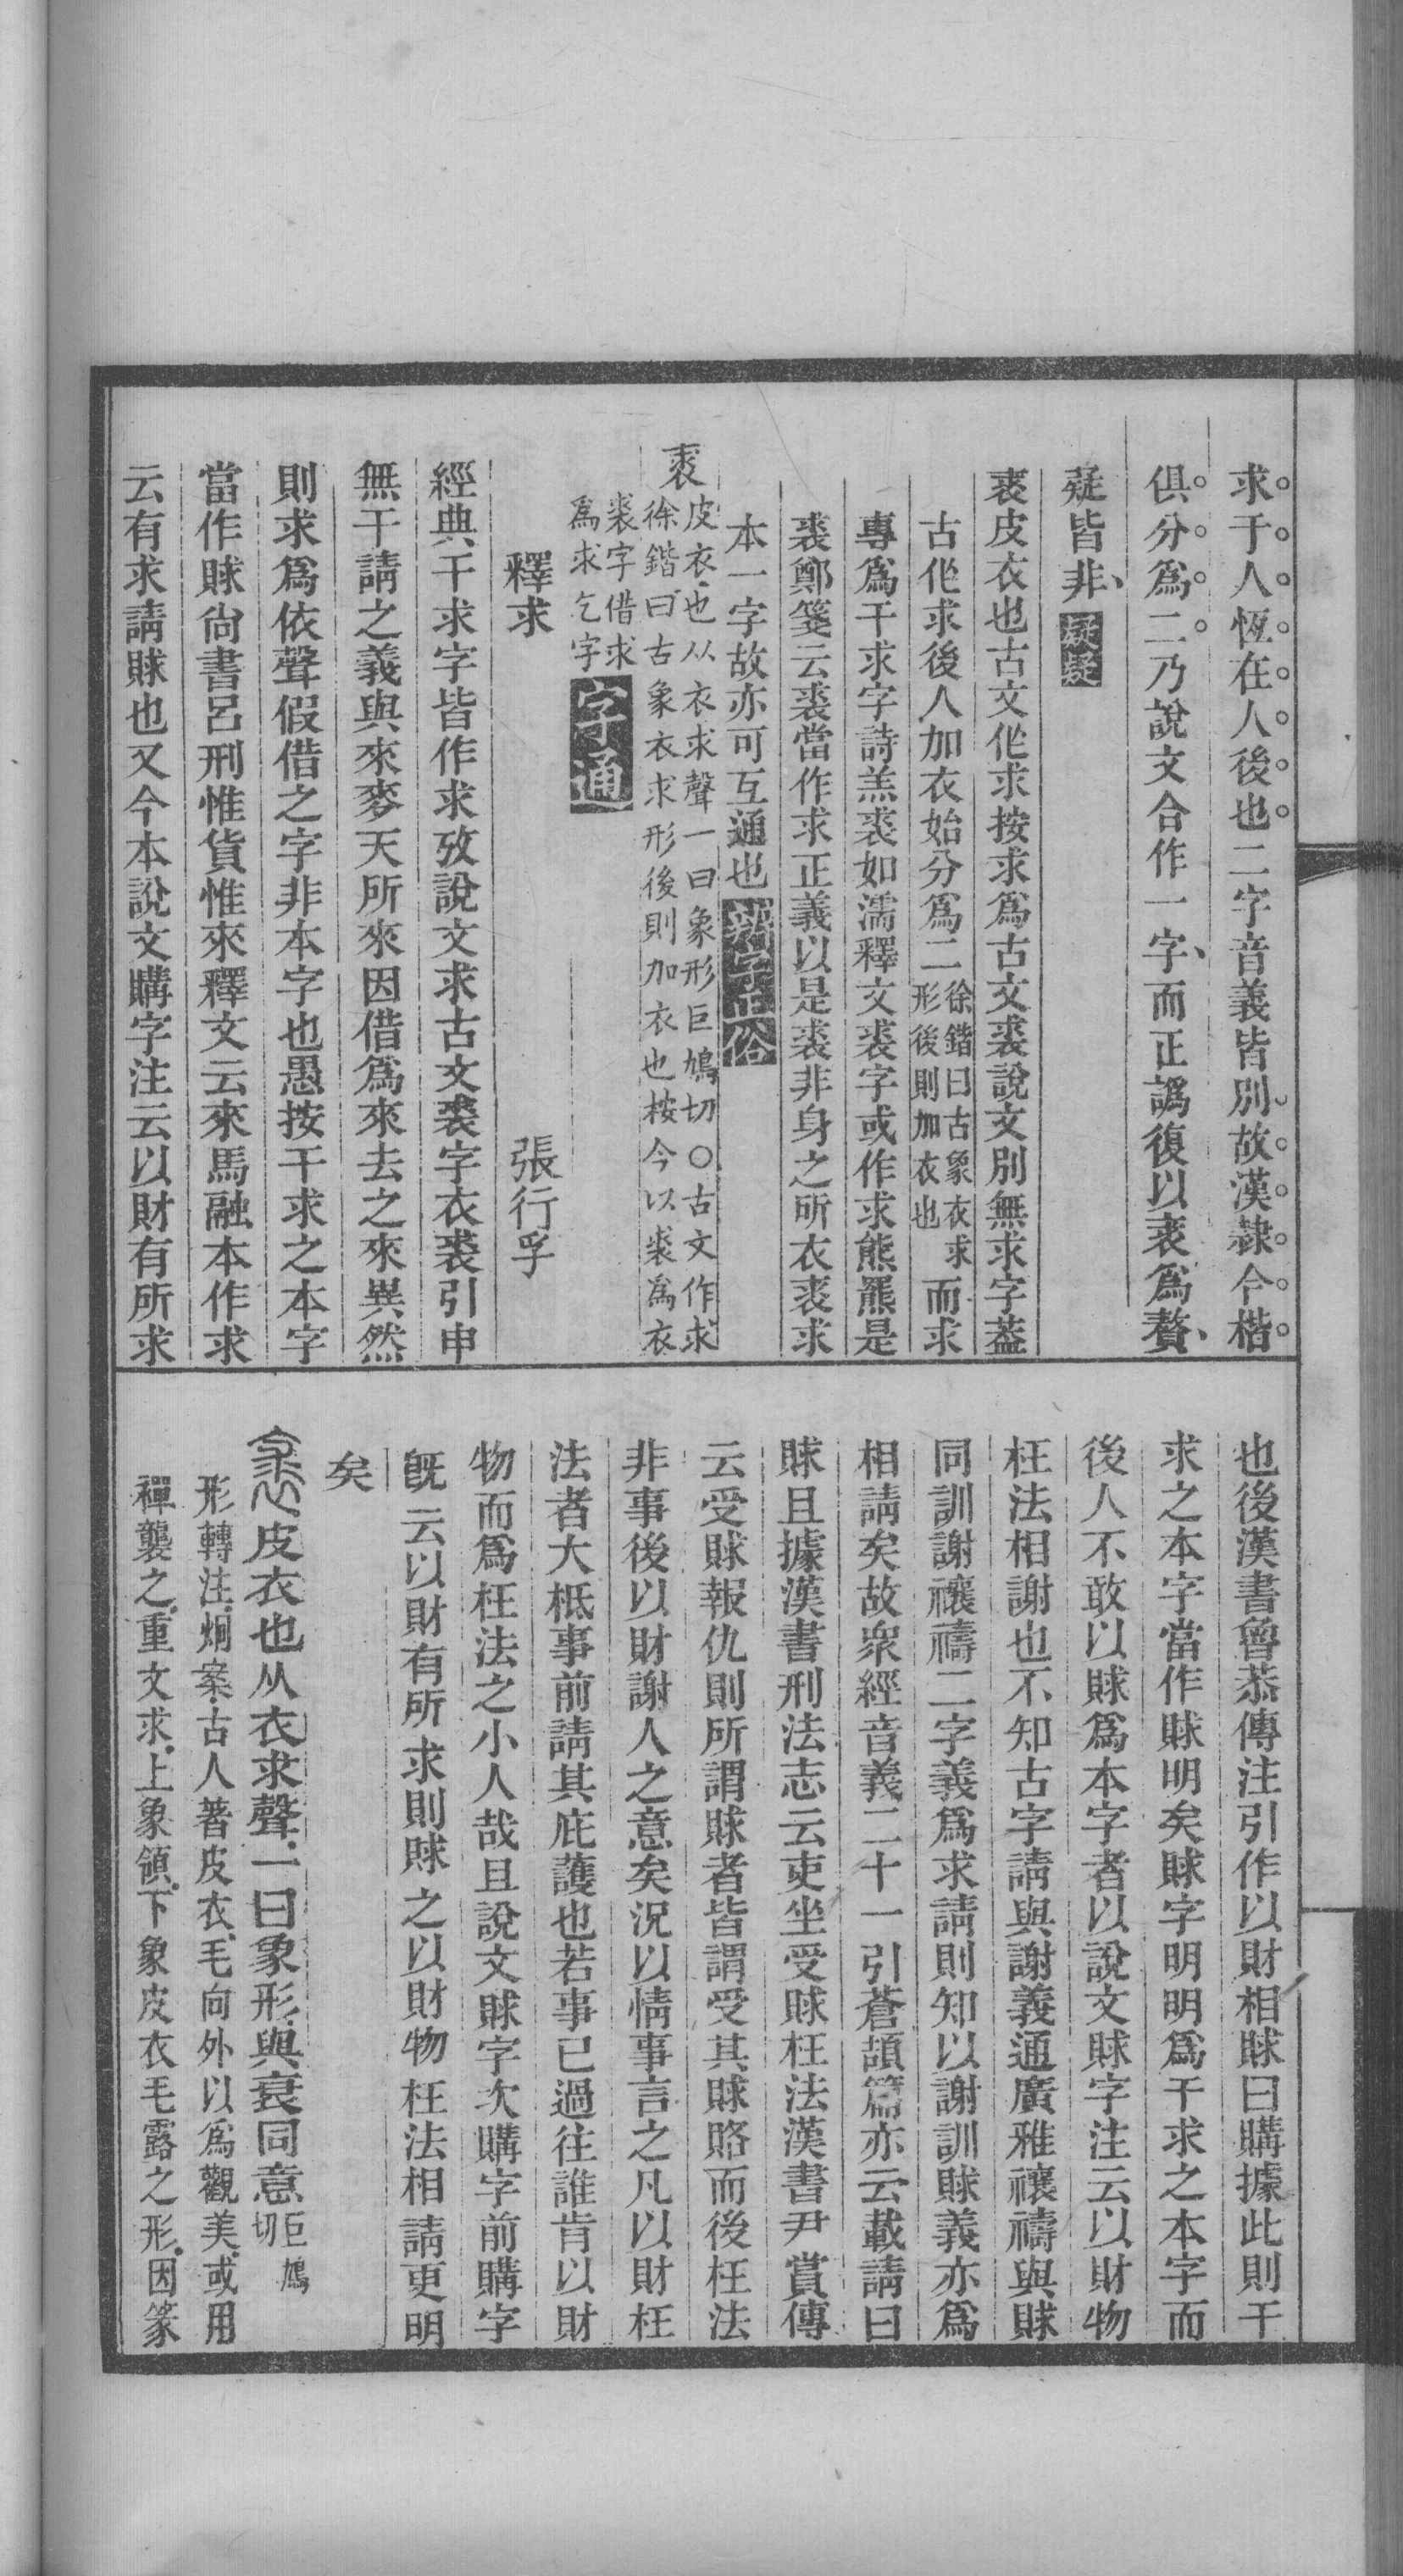 求于人恆在人後也二字音義皆別故漢隸今楷
俱分爲二乃說文合作一字而正譌復以裘爲贅
疑皆非
裘皮衣也古文作求按求爲古文裘說文別無求字蓋
古作求後人加衣始分爲二徐鍇曰古象衣求形後則加衣也而求
專爲干求字詩羔裘如濡釋文裘字或作求熊羆是
裘鄭箋云裘當作求正義以是裘非身之所衣裘求
本一字故亦可互通也辨字正俗
裘皮衣也从衣求聲一曰象形巨鳩切○古文作求
徐鍇曰古象衣求形後則加衣也桉今以裘爲衣
裘字借求
爲求乞字字通
釋求 張行孚
經典干求字皆作求攷說文求古文裘字衣裘引申
無干請之義與來麥天所來因借爲來去之來異然
則求爲依聲假借之字非本字也愚按干求之本字
當作賕尙書呂刑惟貨惟來釋文云來馬融本作求
云有求請賕也又今本說文購字注云以財有所求
也後漢書魯恭傳注引作以財相賕曰購據此則干
求之本字當作賕明矣賕字明明爲干求之本字而
後人不敢以賕爲本字者以說文賕字注云以財物
枉法相謝也不知古字請與謝義通廣雅禳禱與賕
同訓謝禳禱二字義爲求請則知以謝訓賕義亦爲
相請矣故衆經音義二十一引蒼頡篇亦云載請曰
賕且據漢書刑法志云吏坐受賕枉法漢書尹賞傳
云受賕報仇則所謂賕者皆謂受其賕賂而後枉法
非事後以財謝人之意矣況以情事言之凡以財枉
法者大柢事前請其庇護也若事已過往誰肯以財
物而爲枉法之小人哉且說文賕字次購字前購字
旣云以財有所求則賕之以財物枉法相請更明
矣
皮衣也从衣求聲一曰象形與衰同意巨鳩切
形轉注炯案古人著皮衣毛向外以爲觀美或用
襌襲之重文求上象領下象皮衣毛露之形因篆